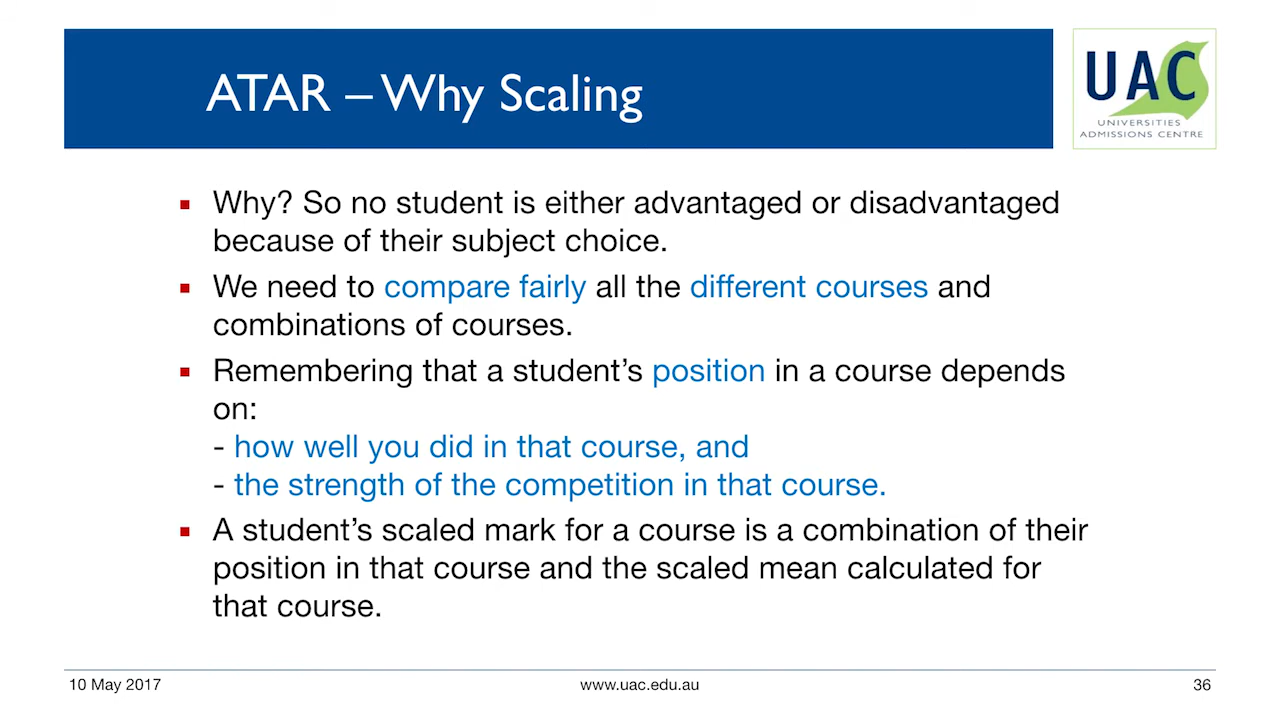 ATAR – Why Scaling
UAC
UNIVERSITIES
ADMISSIONS CENTRE
▪ Why? So no student is either advantaged or disadvantaged
because of their subject choice.
▪ We need to compare fairly all the different courses and
combinations of courses.
▪ Remembering that a student’s position in a course depends
on:
- how well you did in that course, and
- the strength of the competition in that course.
▪ A student’s scaled mark for a course is a combination of their
position in that course and the scaled mean calculated for
that course.
10 May 2017
www.uac.edu.au
36